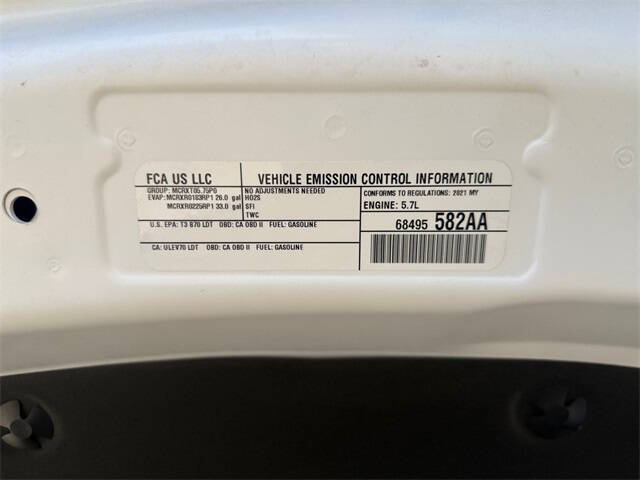 FCA US LLC
VEHICLE EMISSION CONTROL INFORMATION
GROUP: MCRXT05.75P0
EVAP: MCRXR0183RP1 26.0 gal
MCRXR0225RP1 33.0 gal
NO ADJUSTMENTS NEEDED
HO2S
SFI
TWC
CONFORMS TO REGULATIONS: 2021 MY
ENGINE: 5.7L
U.S. EPA: T3 B70 LDT OBD: CA OBD II FUEL: GASOLINE
68495 582AA
CA: ULEV70 LDT OBD: CA OBD II FUEL: GASOLINE